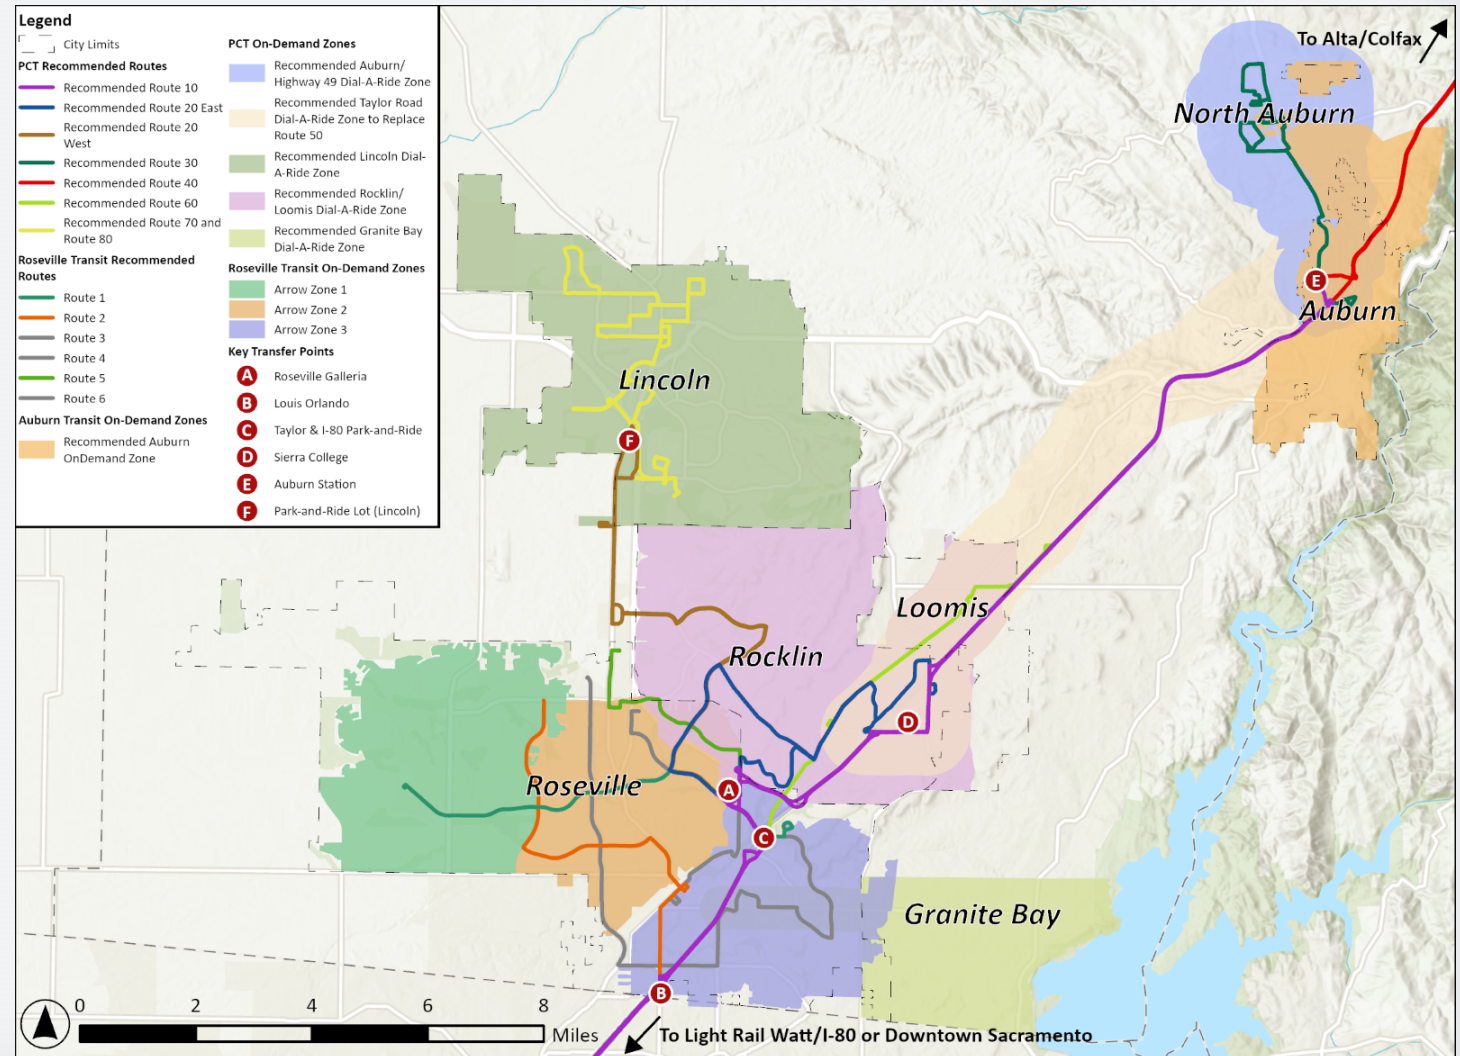 Legend
City Limits
PCT Recommended Routes
Recommended Route 10
Recommended Route 20 East
Recommended Route 20
West
Recommended Route 30
Recommended Route 40
Recommended Route 60
Recommended Route 70 and
Route 80
Roseville Transit Recommended
Routes
Route 1
Route 2
Route 3
Route 4
Route 5
Route 6
Auburn Transit On-Demand Zones
Recommended Auburn
OnDemand Zone
PCT On-Demand Zones
Recommended Auburn/
Highway 49 Dial-A-Ride Zone
Recommended Taylor Road
Dial-A-Ride Zone to Replace
Route 50
Recommended Lincoln Dial-
A-Ride Zone
Recommended Rocklin/
Loomis Dial-A-Ride Zone
Recommended Granite Bay
Dial-A-Ride Zone
Roseville Transit On-Demand Zones
Arrow Zone 1
Arrow Zone 2
Arrow Zone 3
Key Transfer Points
A Roseville Galleria
B Louis Orlando
C Taylor & I-80 Park-and-Ride
D Sierra College
E Auburn Station
F Park-and-Ride Lot (Lincoln)
To Alta/Colfax
North Auburn
E
Auburn
Lincoln
F
Loomis
Rocklin
D
Roseville
A
C
Granite Bay
B
0 2 4 6 8
Miles
To Light Rail Watt/I-80 or Downtown Sacramento